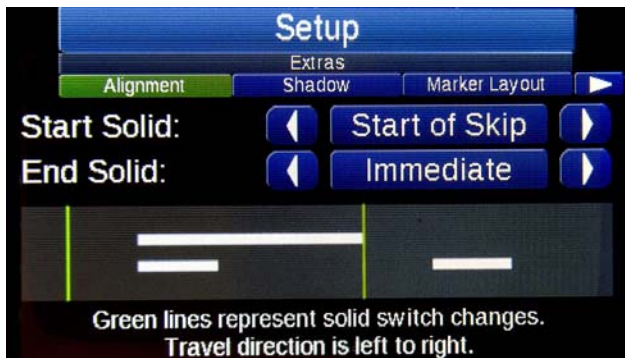 Setup
Extras
Alignment Shadow Marker Layout
Start Solid: Start of Skip
End Solid: Immediate
Green lines represent solid switch changes.
Travel direction is left to right.